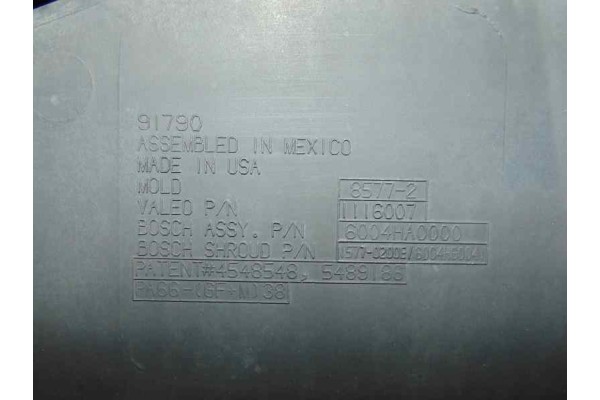 91790
ASSEMBLED IN MEXICO
MADE IN USA
MOLD 8577-2
VALEO P/N 1116007
BOSCH ASSY. P/N 6004HA0000
BOSCH SHROUD P/N
PATENT#4548548, 5489186